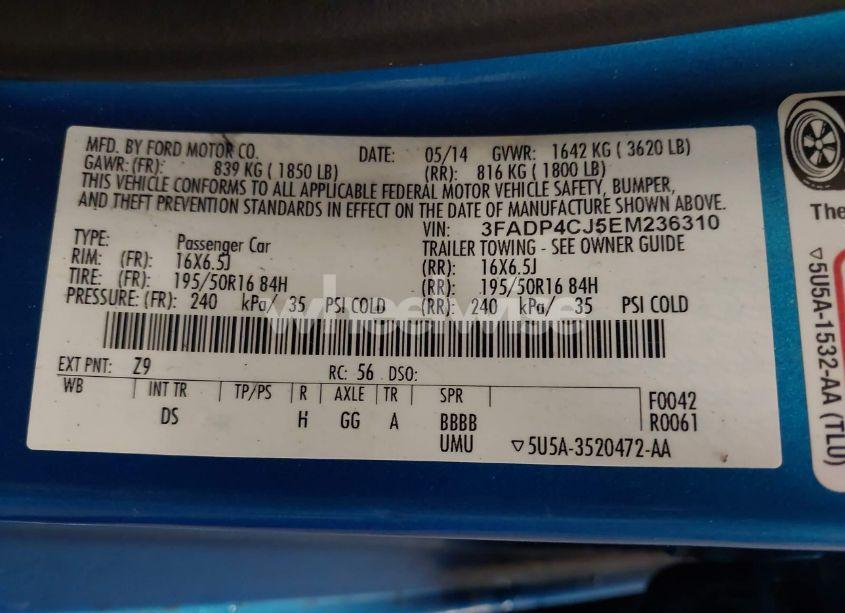 MFD. BY FORD MOTOR CO. DATE: 05/14 GVWR: 1642 KG ( 3620 LB)
GAWR: (FR): 839 KG ( 1850 LB) (RR): 816 KG ( 1800 LB)
THIS VEHICLE CONFORMS TO ALL APPLICABLE FEDERAL MOTOR VEHICLE SAFETY, BUMPER,
AND THEFT PREVENTION STANDARDS IN EFFECT ON THE DATE OF MANUFACTURE SHOWN ABOVE.
VIN: 3FADP4CJ5EM236310
TYPE: Passenger Car TRAILER TOWING - SEE OWNER GUIDE
RIM: (FR): 16X6.5J (RR): 16X6.5J
TIRE: (FR): 195/50R16 84H (RR): 195/50R16 84H
PRESSURE: (FR): 240 kPa/ 35 PSI COLD (RR): 240 kPa/ 35 PSI COLD
wheelwise
EXT PNT: Z9 RC: 56 DSO:
WB INT TR TP/PS R AXLE TR SPR F0042
DS H GG A BBBB R0061
UMU ▽5U5A-3520472-AA
The
▽5U5A-1532-AA (TLU)